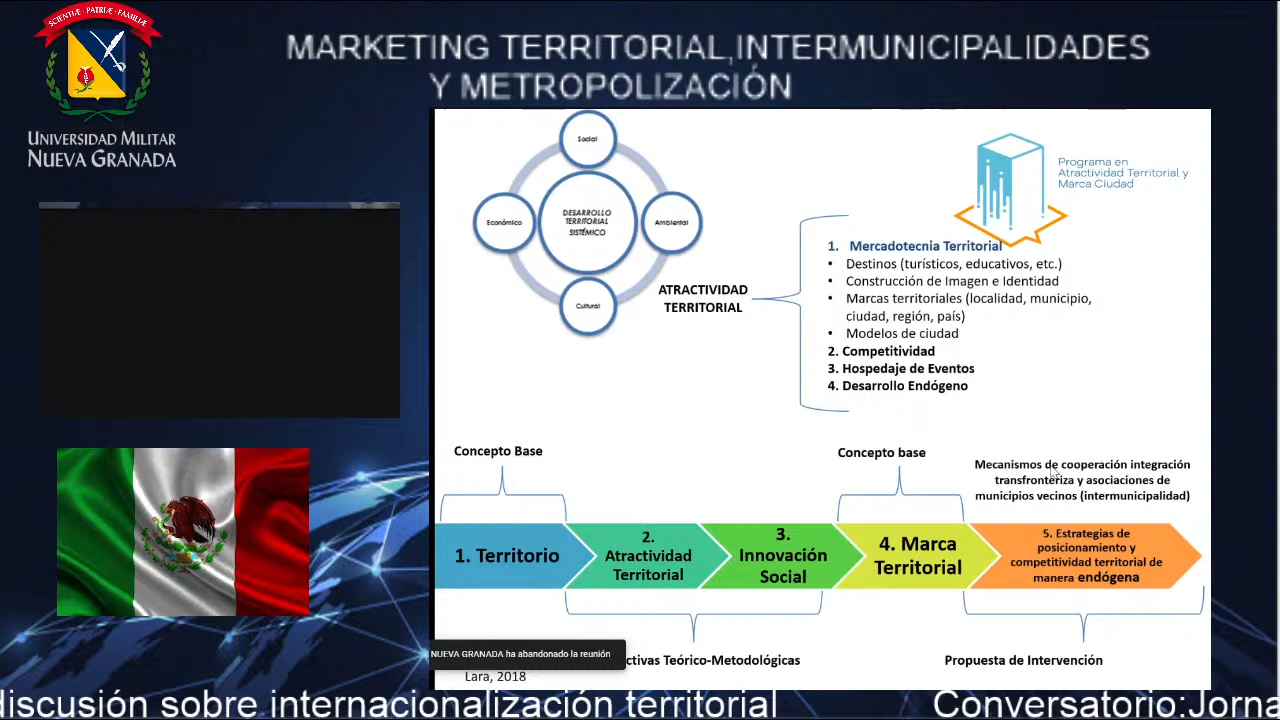 SCIENTIÆ · PATRIÆ · FAMILIÆ
UNIVERSIDAD MILITAR
NUEVA GRANADA
MARKETING TERRITORIAL,INTERMUNICIPALIDADES
Y METROPOLIZACIÓN
Social
Económico
DESARROLLO
TERRITORIAL
SISTÉMICO
Ambiental
Cultural
Programa en
Atractividad Territorial y
Marca Ciudad
ATRACTIVIDAD
TERRITORIAL
1. Mercadotecnia Territorial
• Destinos (turísticos, educativos, etc.)
• Construcción de Imagen e Identidad
• Marcas territoriales (localidad, municipio,
ciudad, región, país)
• Modelos de ciudad
2. Competitividad
3. Hospedaje de Eventos
4. Desarrollo Endógeno
Concepto Base
Concepto base
Mecanismos de cooperación integración
transfronteriza y asociaciones de
municipios vecinos (intermunicipalidad)
1. Territorio
2.
Atractividad
Territorial
3.
Innovación
Social
4. Marca
Territorial
5. Estrategias de
posicionamiento y
competitividad territorial de
manera endógena
NUEVA GRANADA ha abandonado la reunión
ctivas Teórico-Metodológicas
Propuesta de Intervención
Lara, 2018
discusión sobre internacionalización territorial
Conversatorio:Jorna